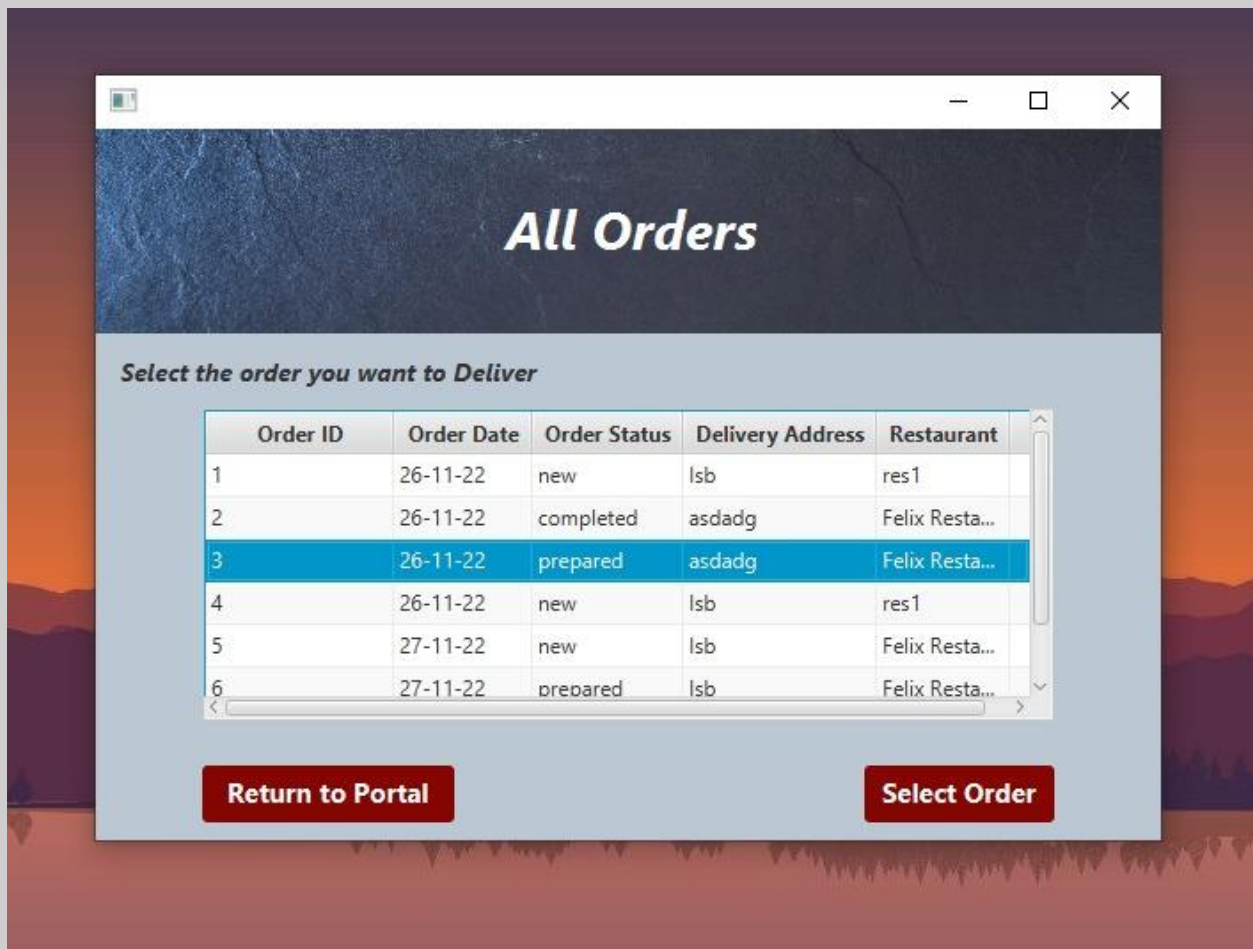 All Orders
Select the order you want to Deliver
Order ID Order Date Order Status Delivery Address Restaurant
1 26-11-22 new lsb res1
2 26-11-22 completed asdadg Felix Resta...
3 26-11-22 prepared asdadg Felix Resta...
4 26-11-22 new lsb res1
5 27-11-22 new lsb Felix Resta...
6 27-11-22 prepared lsb Felix Resta...
Return to Portal Select Order